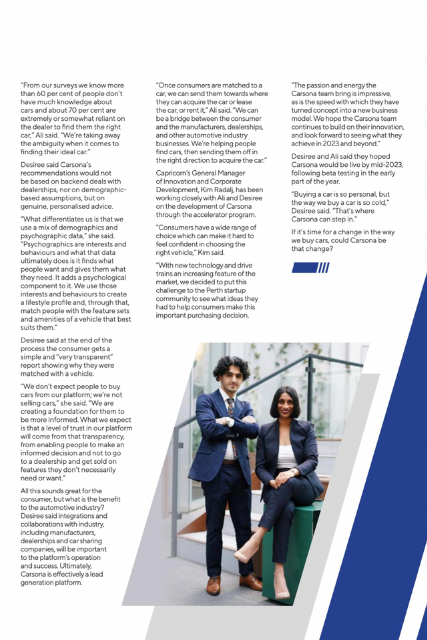 "From our surveys we know more
than 60 per cent of people don't
have much knowledge about
cars and about 70 per cent are
extremely or somewhat reliant on
the dealer to find them the right
car," Ali said. "We're taking away
the ambiguity when it comes to
finding their ideal car."
Desiree said Carsona's
recommendations would not
be based on backend deals with
dealerships, nor on demographic-
based assumptions, but on
genuine, personalised advice.
"What differentiates us is that we
use a mix of demographics and
psychographic data," she said.
"Psychographics are interests and
behaviours and what that data
ultimately does is it finds what
people want and gives them what
they need. It adds a psychological
component to it. We use those
interests and behaviours to create
a lifestyle profile and, through that,
match people with the feature sets
and amenities of a vehicle that best
suits them."
Desiree said at the end of the
process the consumer gets a
simple and "very transparent"
report showing why they were
matched with a vehicle.
"We don't expect people to buy
cars from our platform; we're not
selling cars," she said. "We are
creating a foundation for them to
be more informed. What we expect
is that a level of trust in our platform
will come from that transparency,
from enabling people to make an
informed decision and not to go
to a dealership and get sold on
features they don't necessarily
need or want."
All this sounds great for the
consumer, but what is the benefit
to the automotive industry?
Desiree said integrations and
collaborations with industry,
including manufacturers,
dealerships and car sharing
companies, will be important
to the platform's operation
and success. Ultimately,
Carsona is effectively a lead
generation platform.
"Once consumers are matched to a
car, we can send them towards where
they can acquire the car or lease
the car, or rent it," Ali said. "We can
be a bridge between the consumer
and the manufacturers, dealerships,
and other automotive industry
businesses. We're helping people
find cars, then sending them off in
the right direction to acquire the car."
Capricorn's General Manager
of Innovation and Corporate
Development, Kim Radalj, has been
working closely with Ali and Desiree
on the development of Carsona
through the accelerator program.
"Consumers have a wide range of
choice which can make it hard to
feel confident in choosing the
right vehicle," Kim said.
"With new technology and drive
trains an increasing feature of the
market, we decided to put this
challenge to the Perth startup
community to see what ideas they
had to help consumers make this
important purchasing decision.
"The passion and energy the
Carsona team bring is impressive,
as is the speed with which they have
turned concept into a new business
model. We hope the Carsona team
continues to build on their innovation,
and look forward to seeing what they
achieve in 2023 and beyond."
Desiree and Ali said they hoped
Carsona would be live by mid-2023,
following beta testing in the early
part of the year.
"Buying a car is so personal, but
the way we buy a car is so cold,"
Desiree said. "That's where
Carsona can step in."
If it's time for a change in the way
we buy cars, could Carsona be
that change?